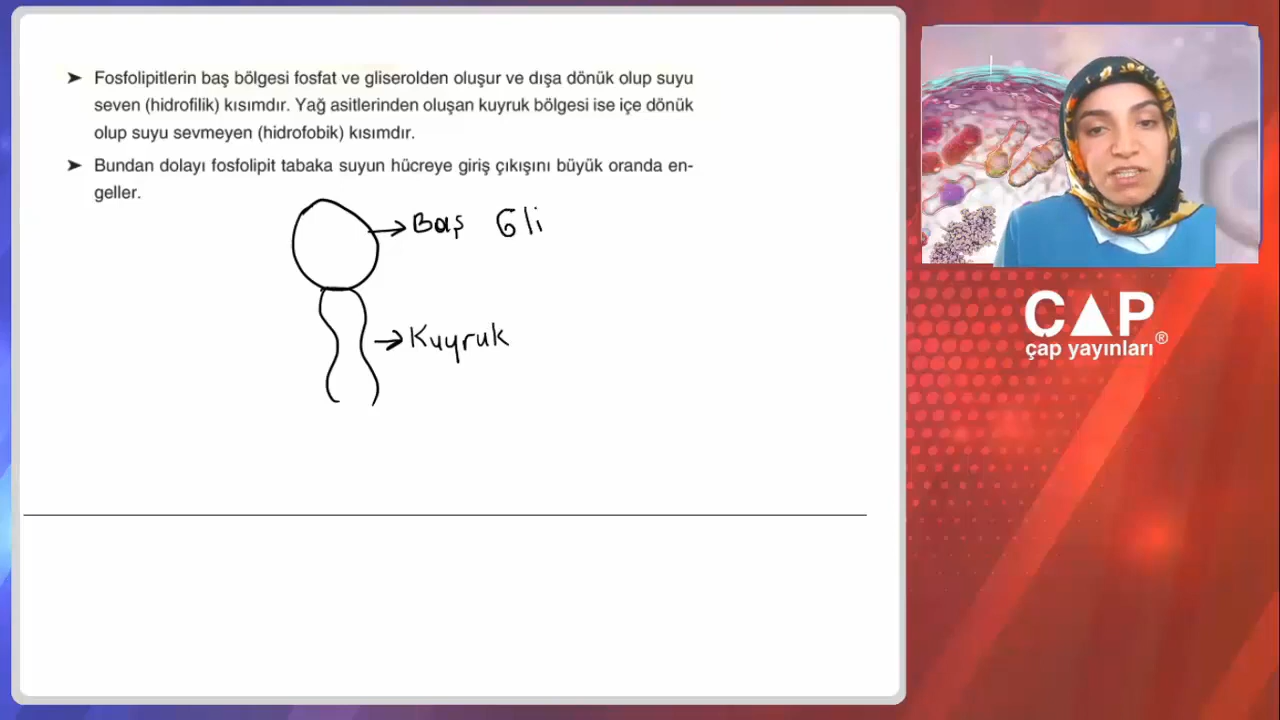 ➤ Fosfolipitlerin baş bölgesi fosfat ve gliserolden oluşur ve dışa dönük olup suyu
seven (hidrofilik) kısımdır. Yağ asitlerinden oluşan kuyruk bölgesi ise içe dönük
olup suyu sevmeyen (hidrofobik) kısımdır.
➤ Bundan dolayı fosfolipit tabaka suyun hücreye giriş çıkışını büyük oranda en-
geller.
Baş Gli
Kuyruk
ÇAP
çap yayınları®